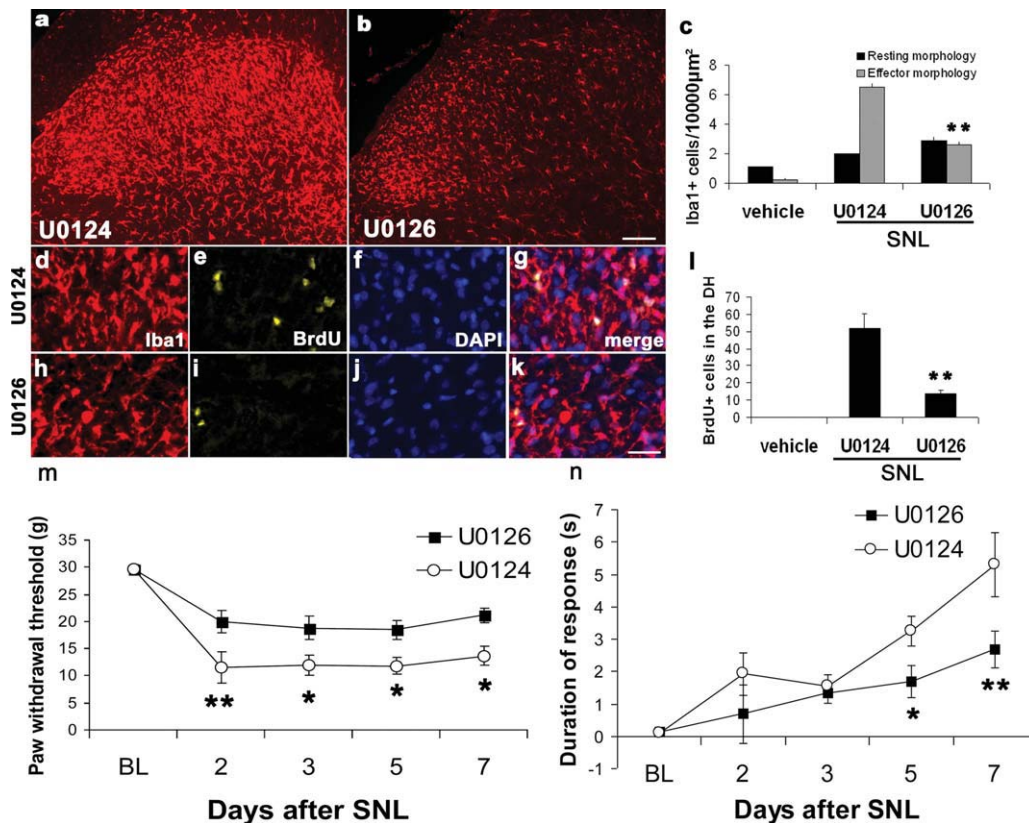 a
b
c
U0124
U0126
Iba1+ cells/10000µm²
8
6
4
2
0
Resting morphology
Effector morphology
**
vehicle
U0124
U0126
SNL
U0124
d
Iba1
e
BrdU
f
DAPI
g
merge
U0126
h
i
j
k
l
BrdU+ cells in the DH
70
60
50
40
30
20
10
0
**
vehicle
U0124
U0126
SNL
m
Paw withdrawal threshold (g)
35
30
25
20
15
10
5
0
U0126
U0124
**
*
*
*
BL
2
3
5
7
Days after SNL
n
Duration of response (s)
7
6
5
4
3
2
1
0
-1
U0126
U0124
*
**
BL
2
3
5
7
Days after SNL